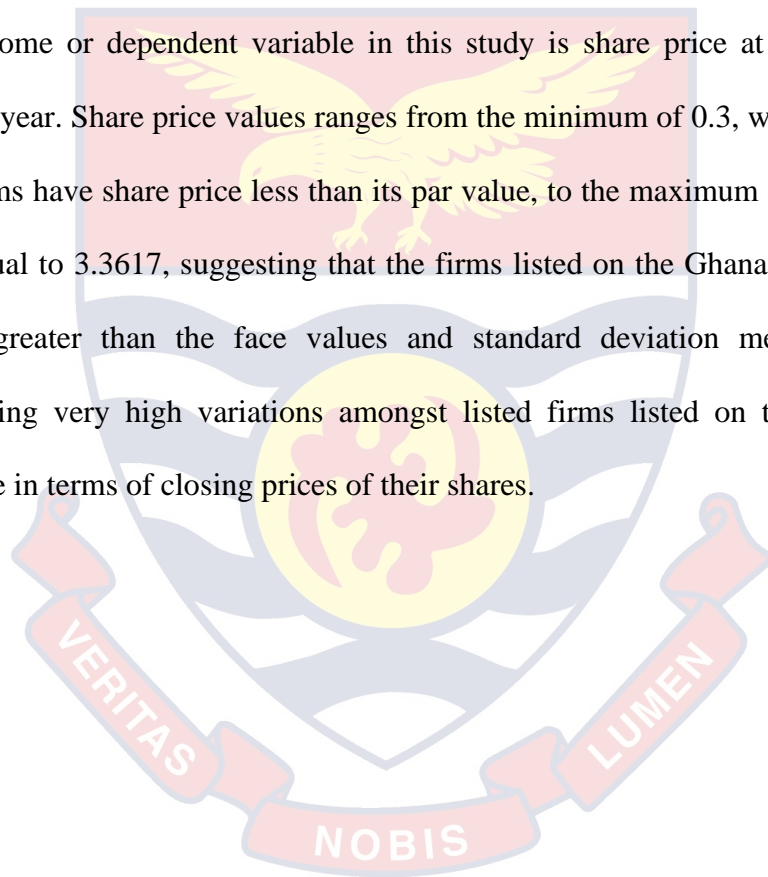 ome or dependent variable in this study is share price at
year. Share price values ranges from the minimum of 0.3, w
ns have share price less than its par value, to the maximum
ual to 3.3617, suggesting that the firms listed on the Ghana
greater than the face values and standard deviation me
ing very high variations amongst listed firms listed on t
e in terms of closing prices of their shares.
VERITAS
NOBIS
LUMEN